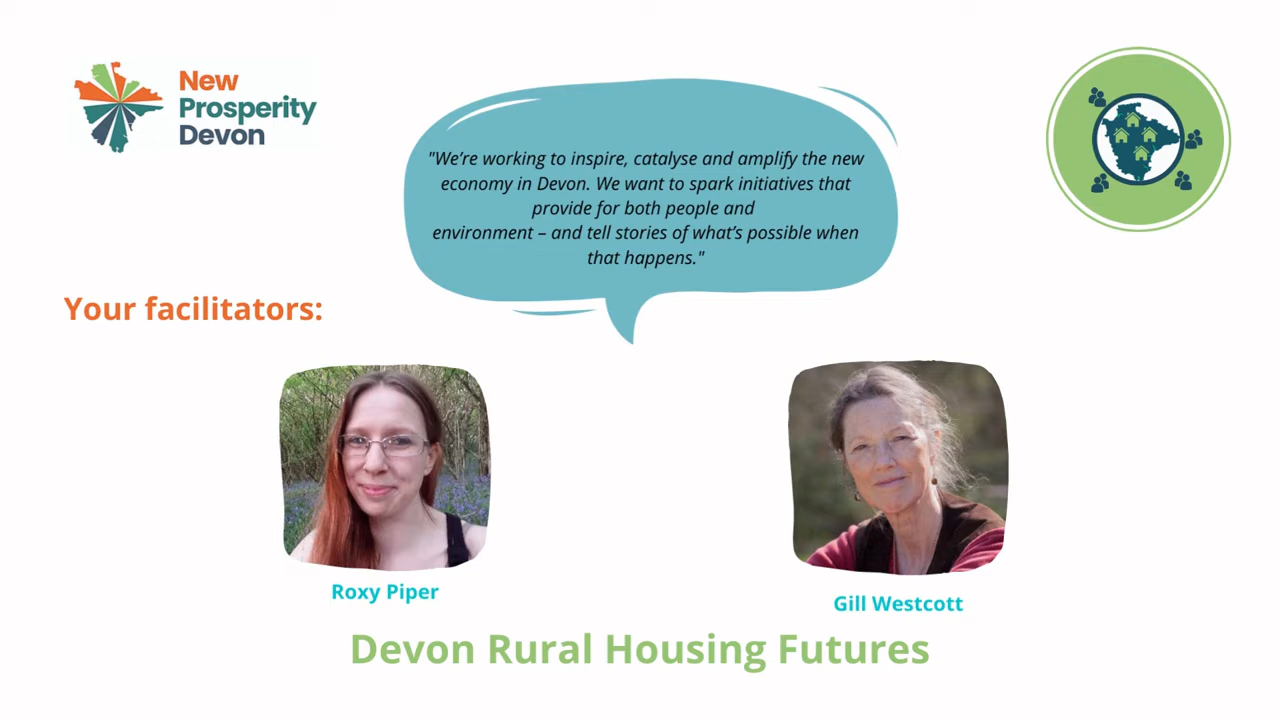 New
Prosperity
Devon
"We're working to inspire, catalyse and amplify the new
economy in Devon. We want to spark initiatives that
provide for both people and
environment – and tell stories of what's possible when
that happens."
Your facilitators:
Roxy Piper
Gill Westcott
Devon Rural Housing Futures